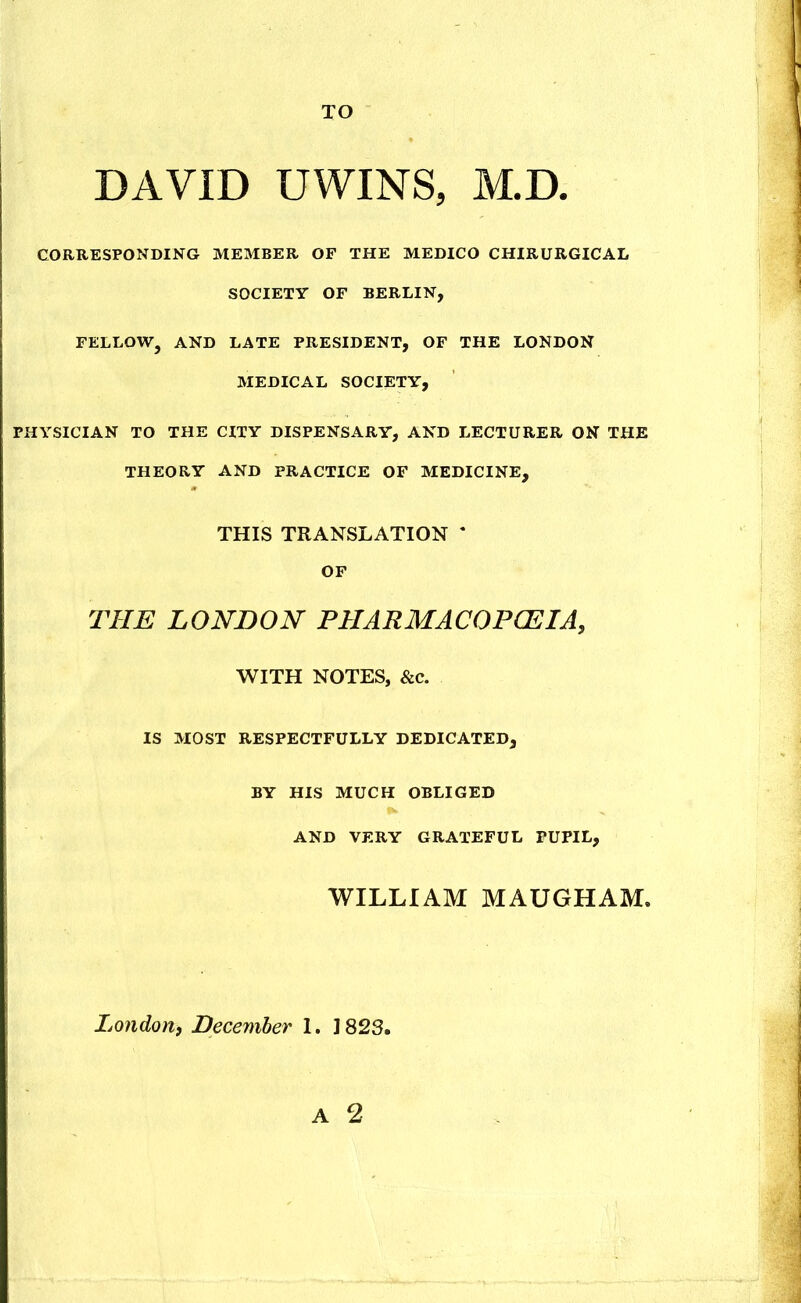 TO
DAVID UWINS, M.D.
CORRESPONDING MEMBER OF THE MEDICO CHIRURGICAL
SOCIETY OF BERLIN,
FELLOW, AND LATE PRESIDENT, OF THE LONDON
MEDICAL SOCIETY,
PHYSICIAN TO THE CITY DISPENSARY, AND LECTURER ON THE
THEORY AND PRACTICE OF MEDICINE,
THIS TRANSLATION
OF
THE LONDON PHARMACOPŒIA,
WITH NOTES, &c.
IS MOST RESPECTFULLY DEDICATED,
BY HIS MUCH OBLIGED
AND VERY GRATEFUL PUPIL,
WILLIAM MAUGHAM.
London, December 1. 1823.
A 2